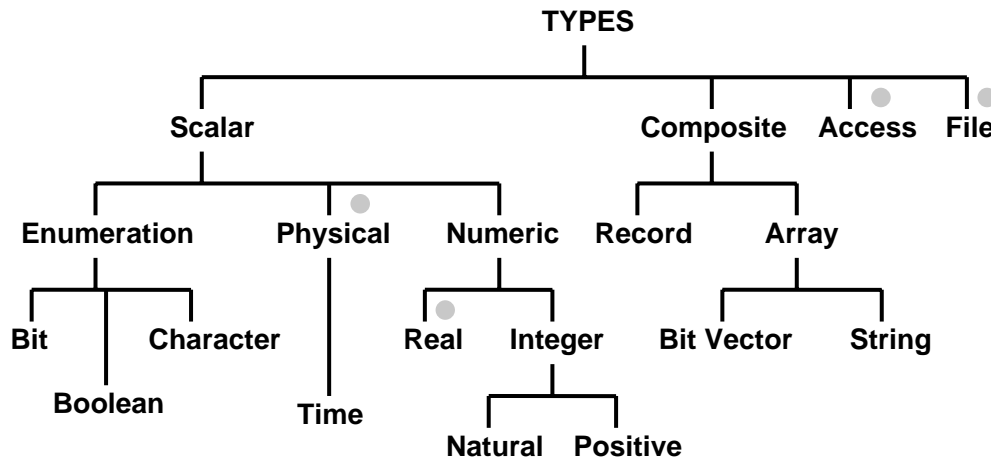 TYPES
Scalar Composite Access File
Enumeration Physical Numeric Record Array
Bit Character Real Integer Bit Vector String
Boolean Time
Natural Positive